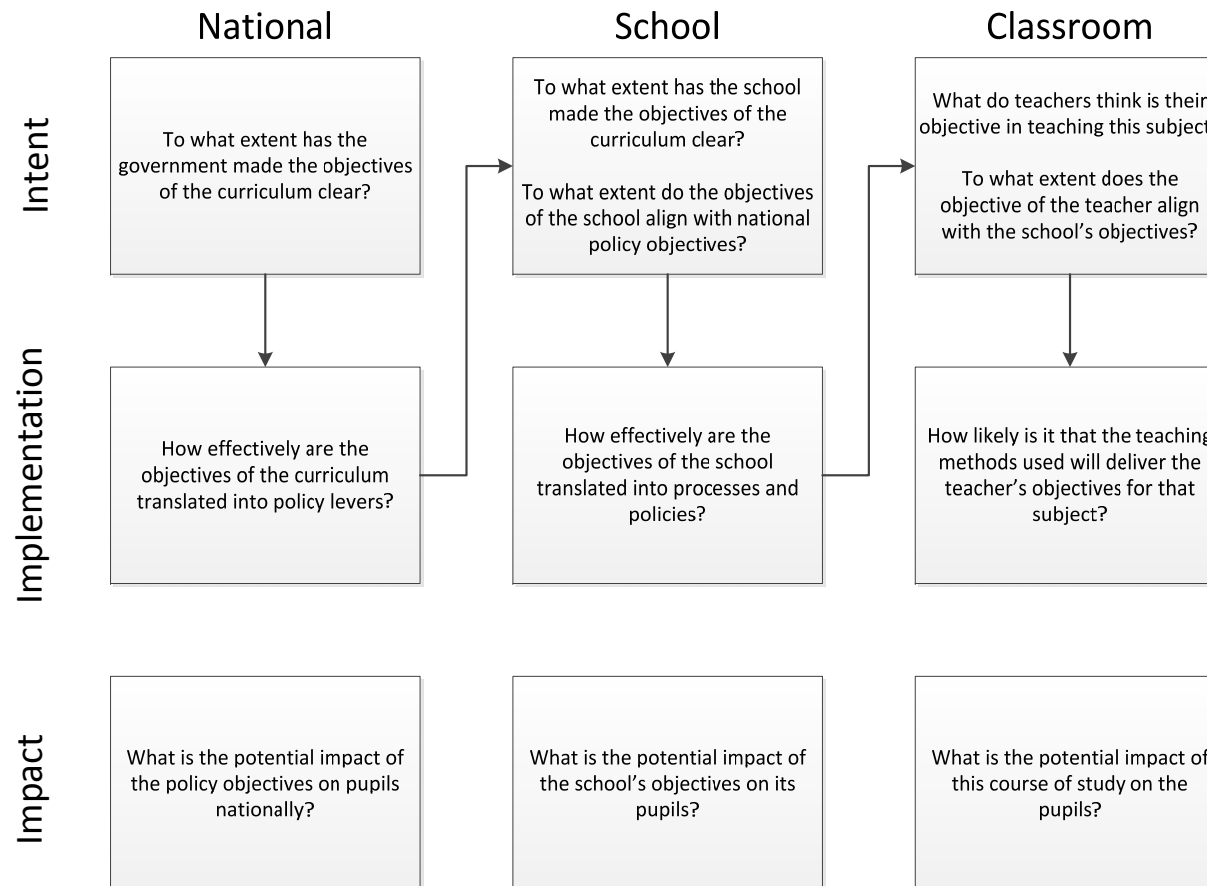 National
School
Classroom
Intent
To what extent has the
government made the objectives
of the curriculum clear?
To what extent has the school
made the objectives of the
curriculum clear?
To what extent do the objectives
of the school align with national
policy objectives?
What do teachers think is their
objective in teaching this subject
To what extent does the
objective of the teacher align
with the school’s objectives?
Implementation
How effectively are the
objectives of the curriculum
translated into policy levers?
How effectively are the
objectives of the school
translated into processes and
policies?
How likely is it that the teaching
methods used will deliver the
teacher’s objectives for that
subject?
Impact
What is the potential impact of
the policy objectives on pupils
nationally?
What is the potential impact of
the school’s objectives on its
pupils?
What is the potential impact of
this course of study on the
pupils?